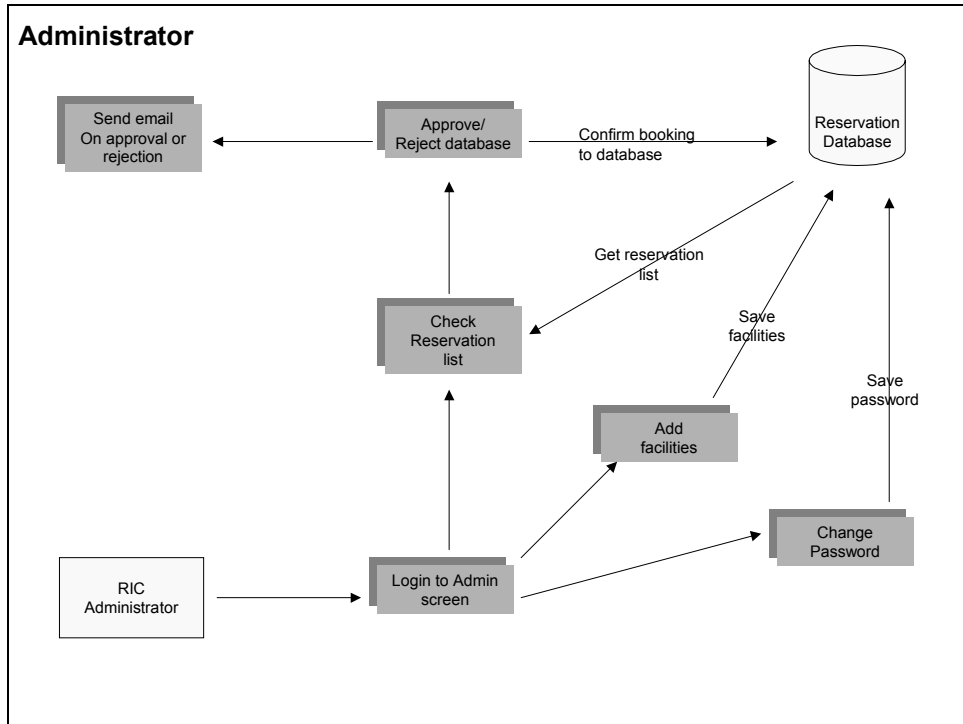 Administrator
Send email
On approval or
rejection
Approve/
Reject database
Confirm booking
to database
Reservation
Database
Get reservation
list
Check
Reservation
list
Save
facilities
Save
password
Add
facilities
Change
Password
RIC
Administrator
Login to Admin
screen